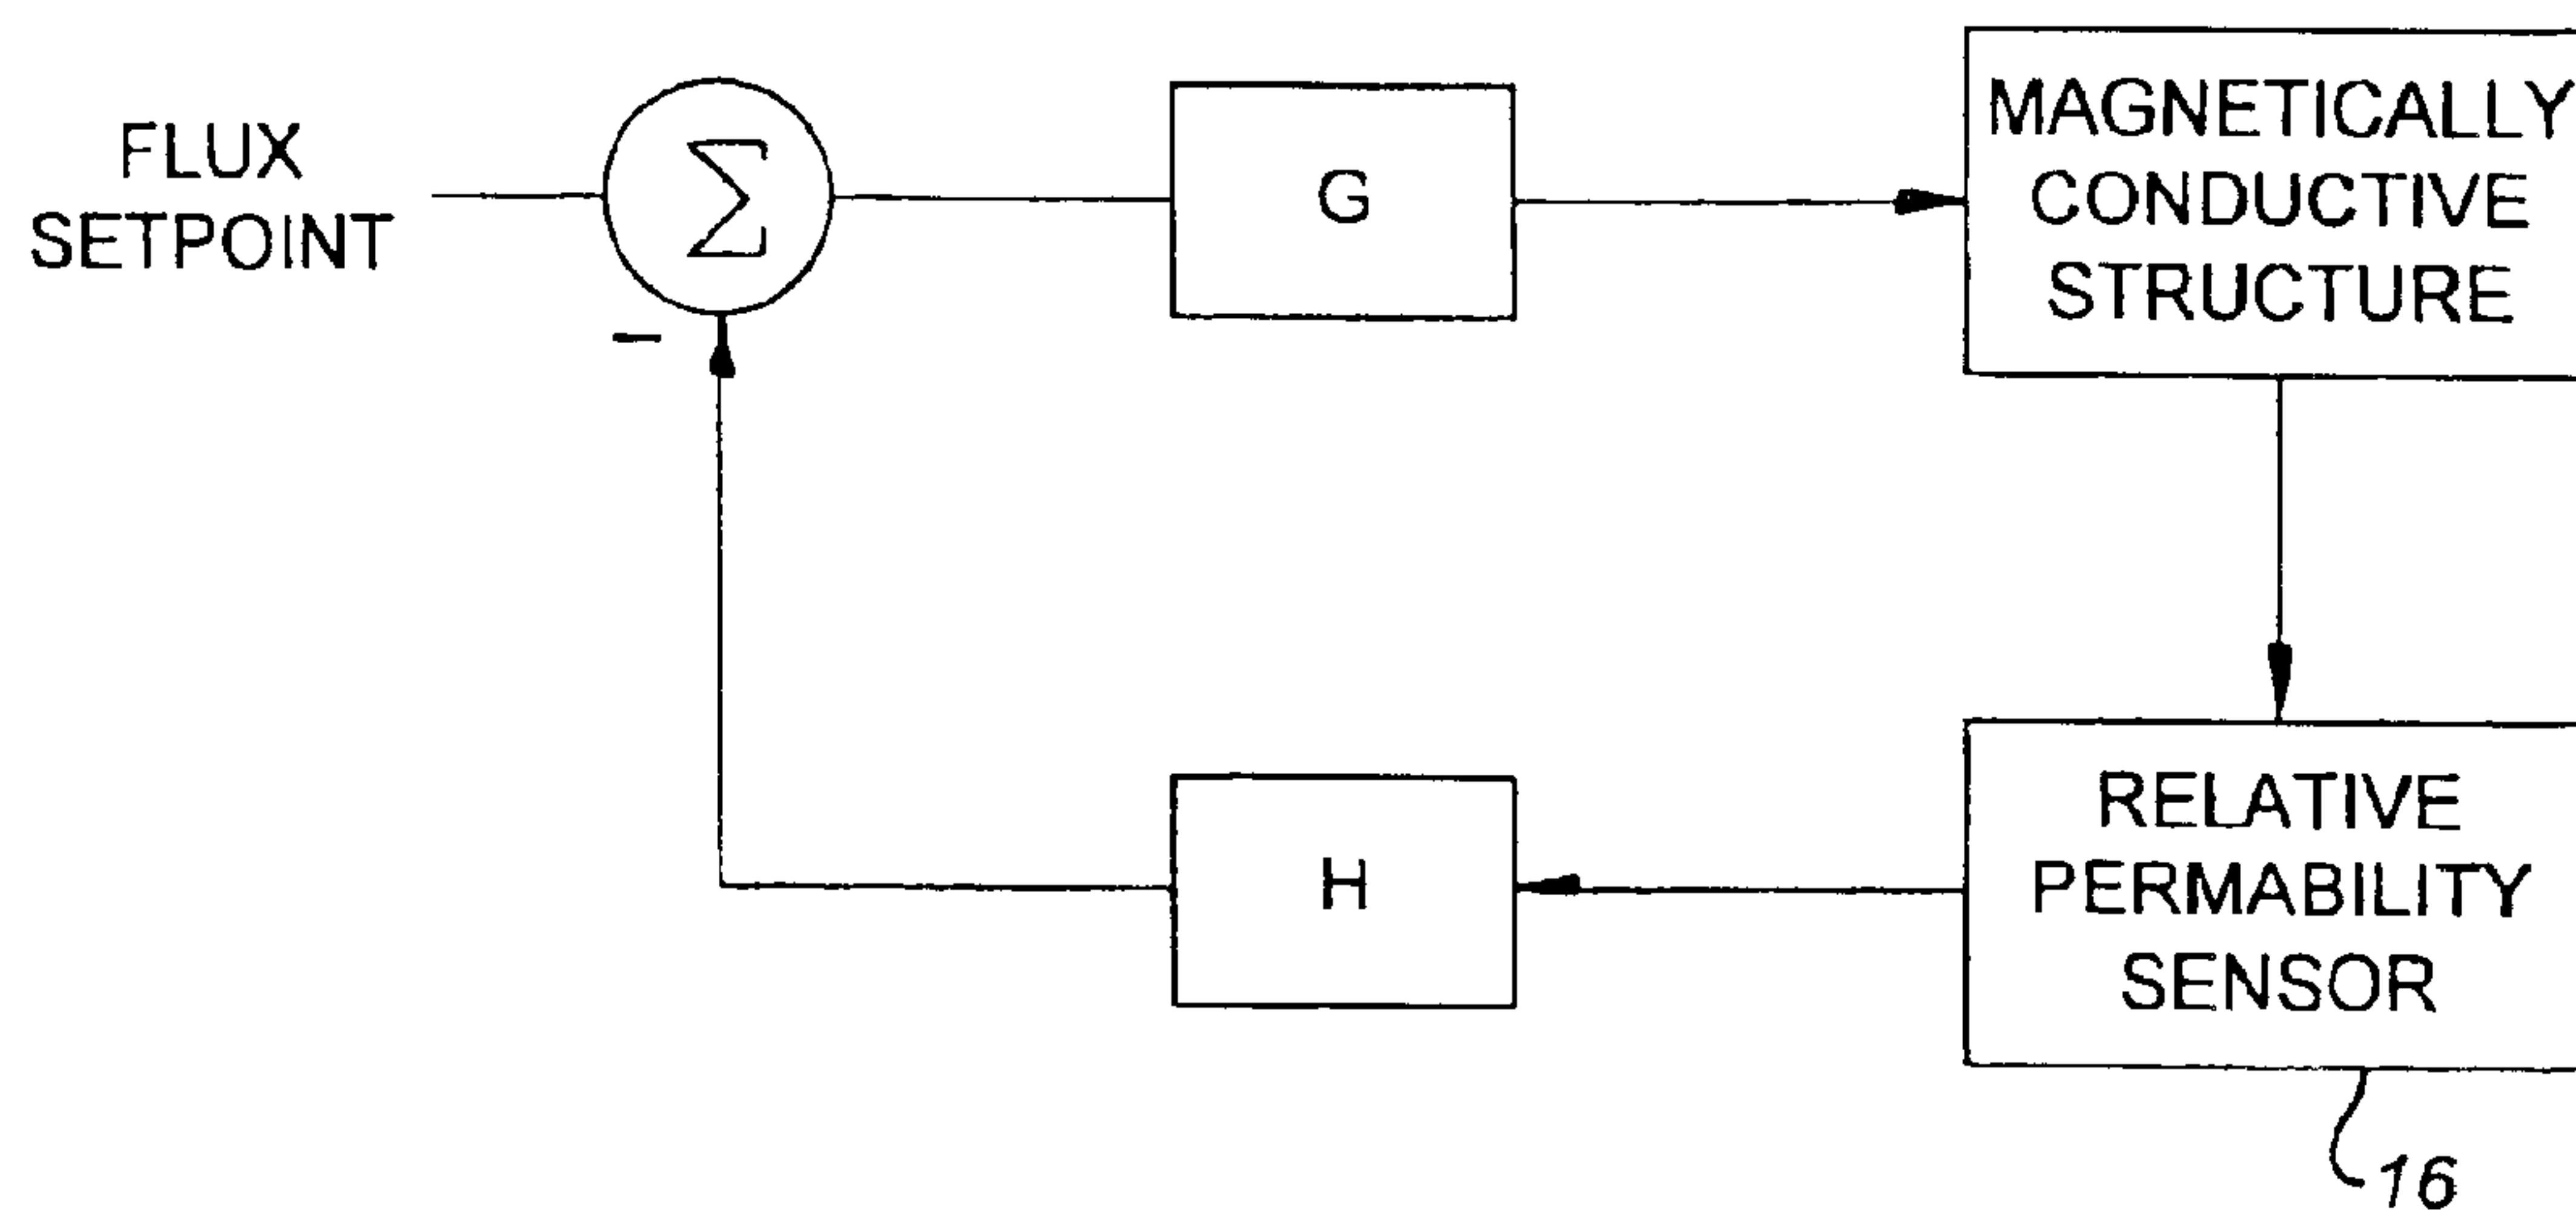 FLUX
SETPOINT
Σ
–
G
MAGNETICALLY
CONDUCTIVE
STRUCTURE
H
RELATIVE
PERMABILITY
SENSOR
16